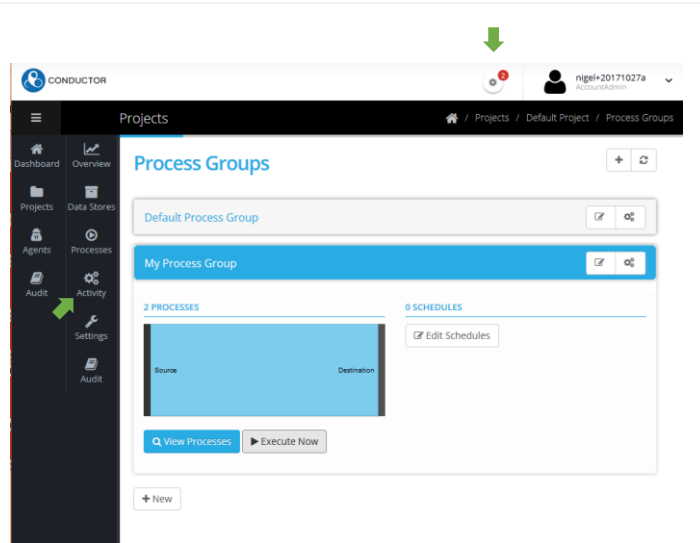 CONDUCTOR
2
nigel+20171027a
AccountAdmin
Projects
/ Projects / Default Project / Process Groups
Dashboard
Overview
Projects
Data Stores
Agents
Processes
Audit
Activity
Settings
Audit
Process Groups
Default Process Group
My Process Group
2 PROCESSES
0 SCHEDULES
Source
Destination
Edit Schedules
View Processes
Execute Now
New